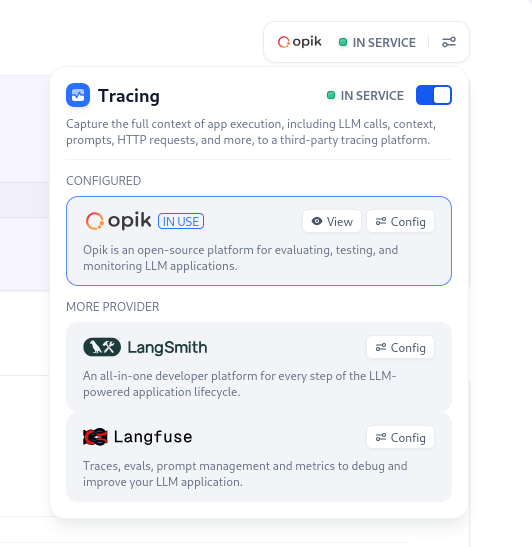 opik IN SERVICE
Tracing IN SERVICE
Capture the full context of app execution, including LLM calls, context,
prompts, HTTP requests, and more, to a third-party tracing platform.
CONFIGURED
opik IN USE View Config
Opik is an open-source platform for evaluating, testing, and
monitoring LLM applications.
MORE PROVIDER
LangSmith Config
An all-in-one developer platform for every step of the LLM-
powered application lifecycle.
Langfuse Config
Traces, evals, prompt management and metrics to debug and
improve your LLM application.